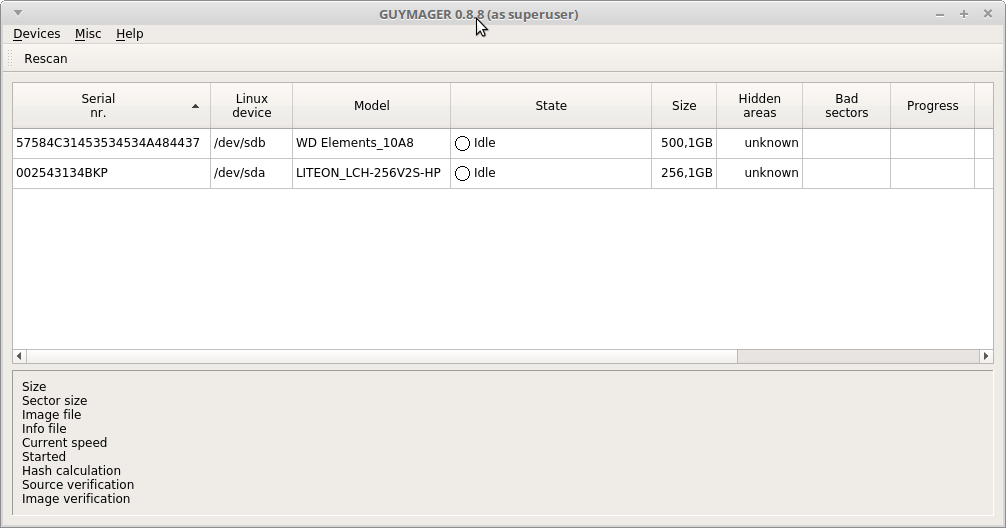 GUYMAGER 0.8.8 (as superuser)
Devices Misc Help
Rescan
Serial nr. Linux device Model State Size Hidden areas Bad sectors Progress
57584C31453534534A484437 /dev/sdb WD Elements_10A8 Idle 500,1GB unknown
002543134BKP /dev/sda LITEON_LCH-256V2S-HP Idle 256,1GB unknown
Size
Sector size
Image file
Info file
Current speed
Started
Hash calculation
Source verification
Image verification